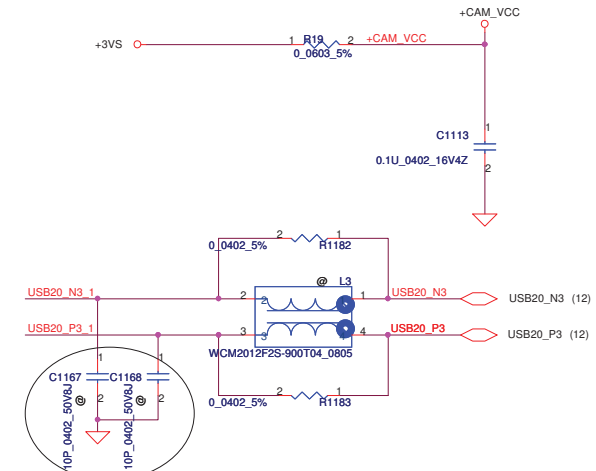 +CAM_VCC
+3VS
1 R19 2 +CAM_VCC
0_0603_5%
1
C1113
0.1U_0402_16V4Z
2
2 1
0_0402_5% R1182
@ L3
USB20_N3_1 2 2 1 USB20_N3 USB20_N3 (12)
USB20_P3_1 3 3 4 USB20_P3 USB20_P3 (12)
WCM2012F2S-900T04_0805
1 1
C1167 C1168
2 2
@ @
10P_0402_50V8J
10P_0402_50V8J
2 1
0_0402_5% R1183